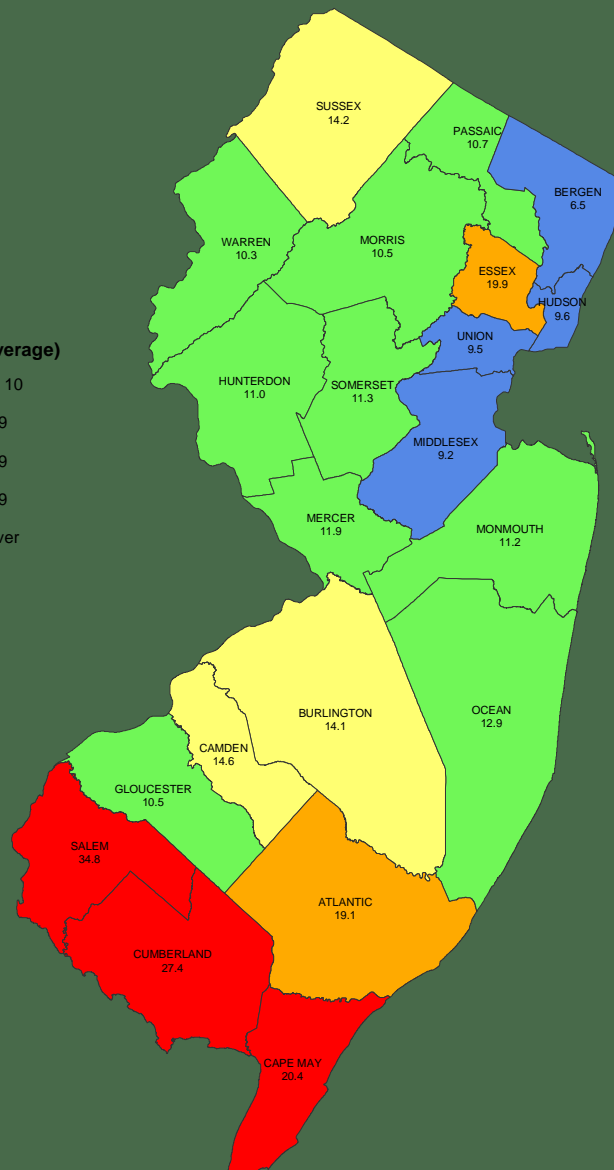 SUSSEX
14.2
PASSAIC
10.7
BERGEN
6.5
WARREN
10.3
MORRIS
10.5
ESSEX
19.9
HUDSON
9.6
UNION
9.5
verage)
10
9
9
9
ver
HUNTERDON
11.0
SOMERSET
11.3
MIDDLESEX
9.2
MERCER
11.9
MONMOUTH
11.2
BURLINGTON
14.1
OCEAN
12.9
CAMDEN
14.6
GLOUCESTER
10.5
SALEM
34.8
ATLANTIC
19.1
CUMBERLAND
27.4
CAPE MAY
20.4